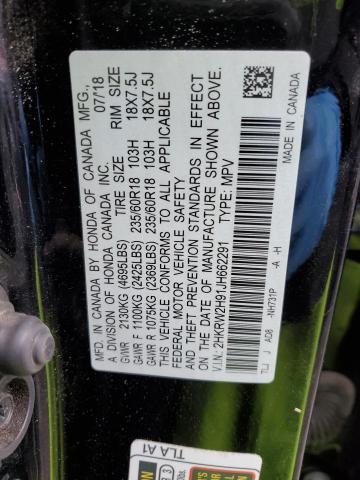 MFD. IN CANADA BY HONDA OF CANADA MFG., 07/18
A DIVISION OF HONDA CANADA INC.
TIRE SIZE RIM SIZE
GVWR 2130KG (4695LBS)
GAWR F 1100KG (2425LBS) 235/60R18 103H 18X7.5J
GAWR R 1075KG (2369LBS) 235/60R18 103H 18X7.5J
THIS VEHICLE CONFORMS TO ALL APPLICABLE
FEDERAL MOTOR VEHICLE SAFETY
AND THEFT PREVENTION STANDARDS IN EFFECT
ON THE DATE OF MANUFACTURE SHOWN ABOVE.
V.I.N.: 2HKRW2H91JH662291 TYPE: MPV
TLJ J AD8 -NH731P -A -H
MADE IN CANADA
TLA A1